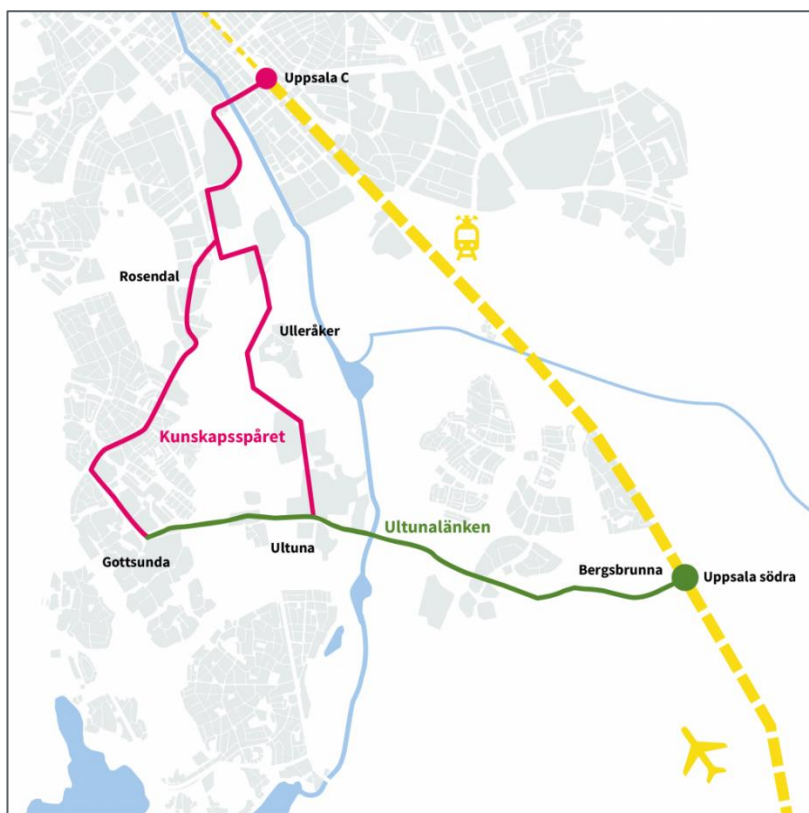 Uppsala C
Rosendal
Ulleråker
Kunskapsspåret
Ultunalänken
Ultuna
Gottsunda
Bergsbrunna
Uppsala södra